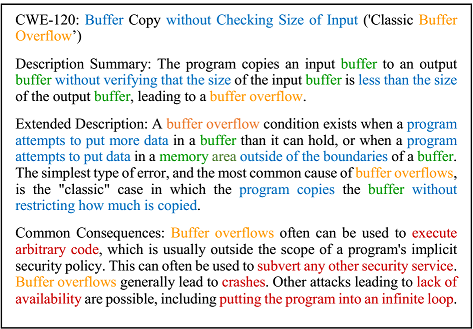 CWE-120: Buffer Copy without Checking Size of Input ('Classic Buffer
Overflow')
Description Summary: The program copies an input buffer to an output
buffer without verifying that the size of the input buffer is less than the size
of the output buffer, leading to a buffer overflow.
Extended Description: A buffer overflow condition exists when a program
attempts to put more data in a buffer than it can hold, or when a program
attempts to put data in a memory area outside of the boundaries of a buffer.
The simplest type of error, and the most common cause of buffer overflows,
is the "classic" case in which the program copies the buffer without
restricting how much is copied.
Common Consequences: Buffer overflows often can be used to execute
arbitrary code, which is usually outside the scope of a program's implicit
security policy. This can often be used to subvert any other security service.
Buffer overflows generally lead to crashes. Other attacks leading to lack of
availability are possible, including putting the program into an infinite loop.